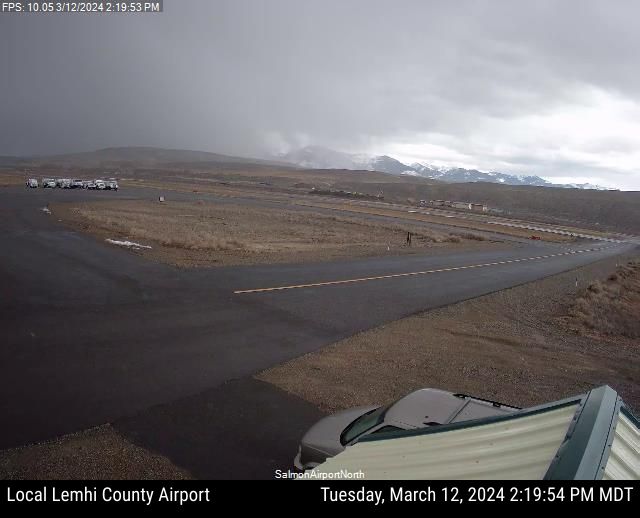 FPS: 10.05 3/12/2024 2:19:53 PM
SalmonAirportNorth
Local Lemhi County Airport Tuesday, March 12, 2024 2:19:54 PM MDT